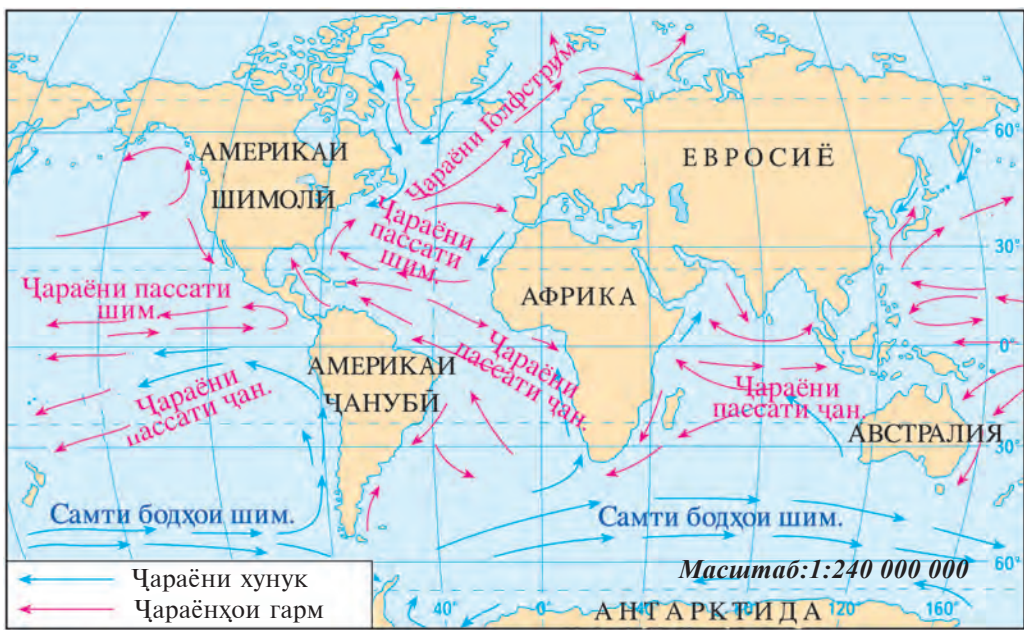 Ҷараёни Голфстрим
АМЕРИКАИ
ШИМОЛӢ
ЕВРОСИЁ
60°
Ҷараёни
пассати
шим.
30°
Ҷараёни пассати
шим.
АФРИКА
0°
АМЕРИКАИ
ҶАНУБӢ
Ҷараёни
пассати ҷан.
Ҷараёни
пассати ҷан.
Ҷараёни
пассати ҷан.
АВСТРАЛИЯ
30°
Самти бодҳои шим.
Самти бодҳои шим.
60°
Масштаб:1:240 000 000
Ҷараёни хунук
Ҷараёнҳои гарм
40° 0° 40° 80° 120° 160°
АНТАРКТИДА